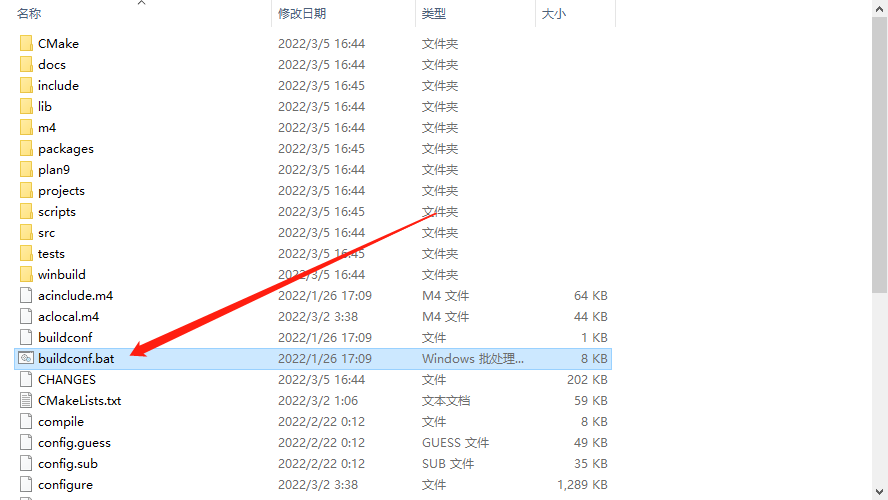 名称 修改日期 类型 大小
CMake 2022/3/5 16:44 文件夹
docs 2022/3/5 16:44 文件夹
include 2022/3/5 16:45 文件夹
lib 2022/3/5 16:44 文件夹
m4 2022/3/5 16:44 文件夹
packages 2022/3/5 16:45 文件夹
plan9 2022/3/5 16:44 文件夹
projects 2022/3/5 16:44 文件夹
scripts 2022/3/5 16:45 文件夹
src 2022/3/5 16:44 文件夹
tests 2022/3/5 16:45 文件夹
winbuild 2022/3/5 16:44 文件夹
acinclude.m4 2022/1/26 17:09 M4 文件 64 KB
aclocal.m4 2022/3/2 3:38 M4 文件 44 KB
buildconf 2022/1/26 17:09 文件 1 KB
buildconf.bat 2022/1/26 17:09 Windows 批处理... 8 KB
CHANGES 2022/3/5 16:44 文件 202 KB
CMakeLists.txt 2022/3/2 1:06 文本文档 59 KB
compile 2022/2/22 0:12 文件 8 KB
config.guess 2022/2/22 0:12 GUESS 文件 49 KB
config.sub 2022/2/22 0:12 SUB 文件 35 KB
configure 2022/3/2 3:38 文件 1,289 KB